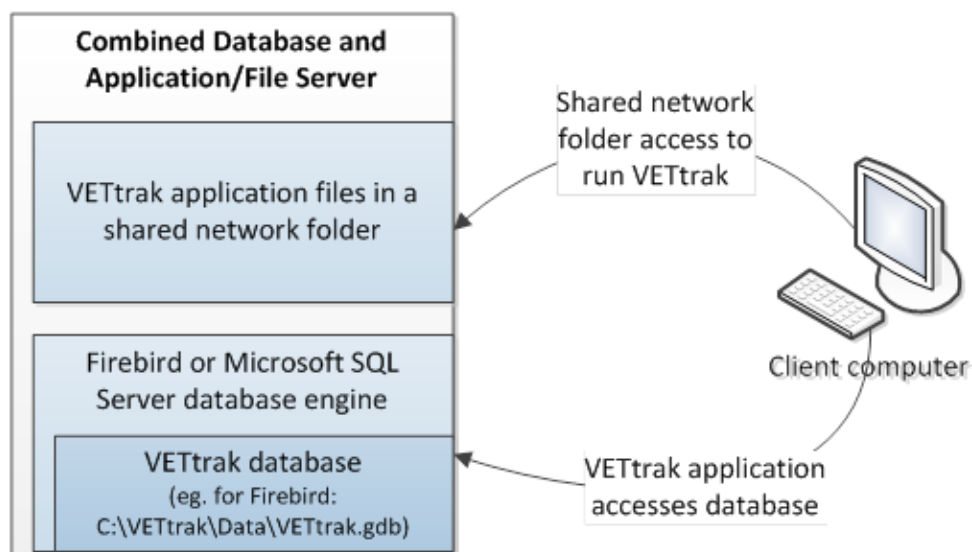 Combined Database and
Application/File Server
VETtrak application files in a
shared network folder
Firebird or Microsoft SQL
Server database engine
VETtrak database
(eg. for Firebird:
C:\VETtrak\Data\VETtrak.gdb)
Shared network
folder access to
run VETtrak
Client computer
VETtrak application
accesses database